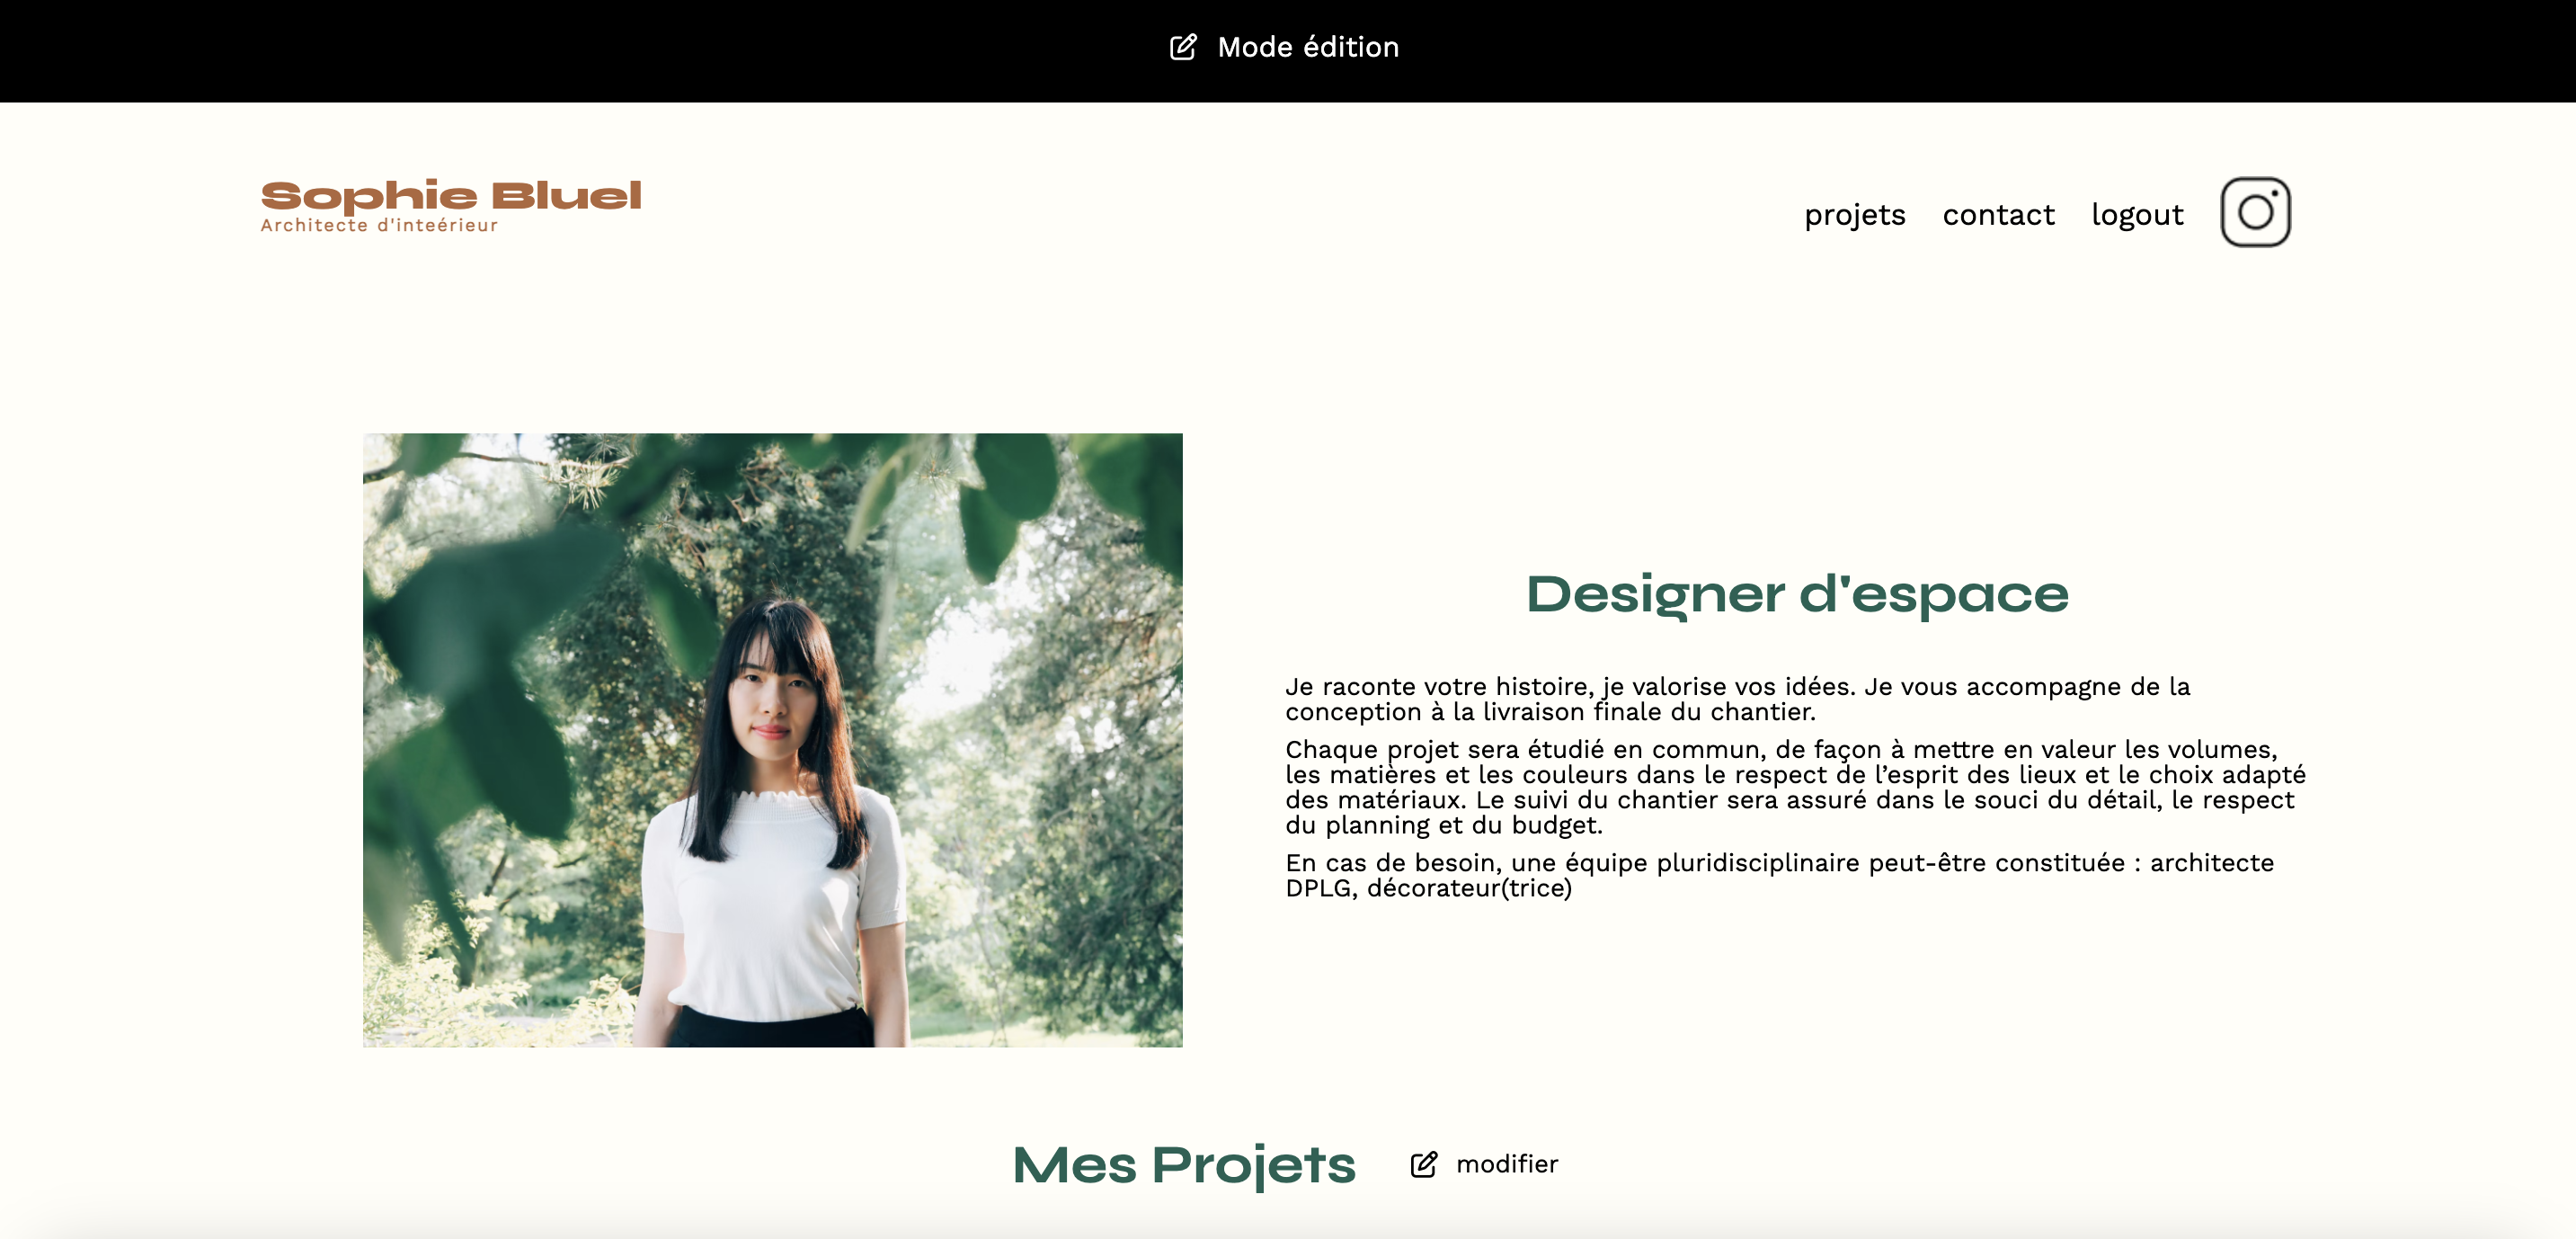 Mode édition
Sophie Bluel
Architecte d'inteérieur
projets contact logout
Designer d'espace
Je raconte votre histoire, je valorise vos idées. Je vous accompagne de la
conception à la livraison finale du chantier.
Chaque projet sera étudié en commun, de façon à mettre en valeur les volumes,
les matières et les couleurs dans le respect de l’esprit des lieux et le choix adapté
des matériaux. Le suivi du chantier sera assuré dans le souci du détail, le respect
du planning et du budget.
En cas de besoin, une équipe pluridisciplinaire peut-être constituée : architecte
DPLG, décorateur(trice)
Mes Projets modifier